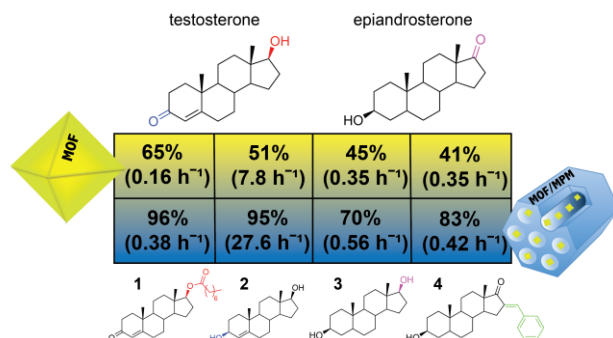 testosterone epiandrosterone
OH
O
O
HO
MOF
65% 51% 45% 41%
(0.16 h⁻¹) (7.8 h⁻¹) (0.35 h⁻¹) (0.35 h⁻¹)
MOF/MPM
96% 95% 70% 83%
(0.38 h⁻¹) (27.6 h⁻¹) (0.56 h⁻¹) (0.42 h⁻¹)
1 2 3 4
O
O
6
OH
OH
O
O
HO
HO
HO